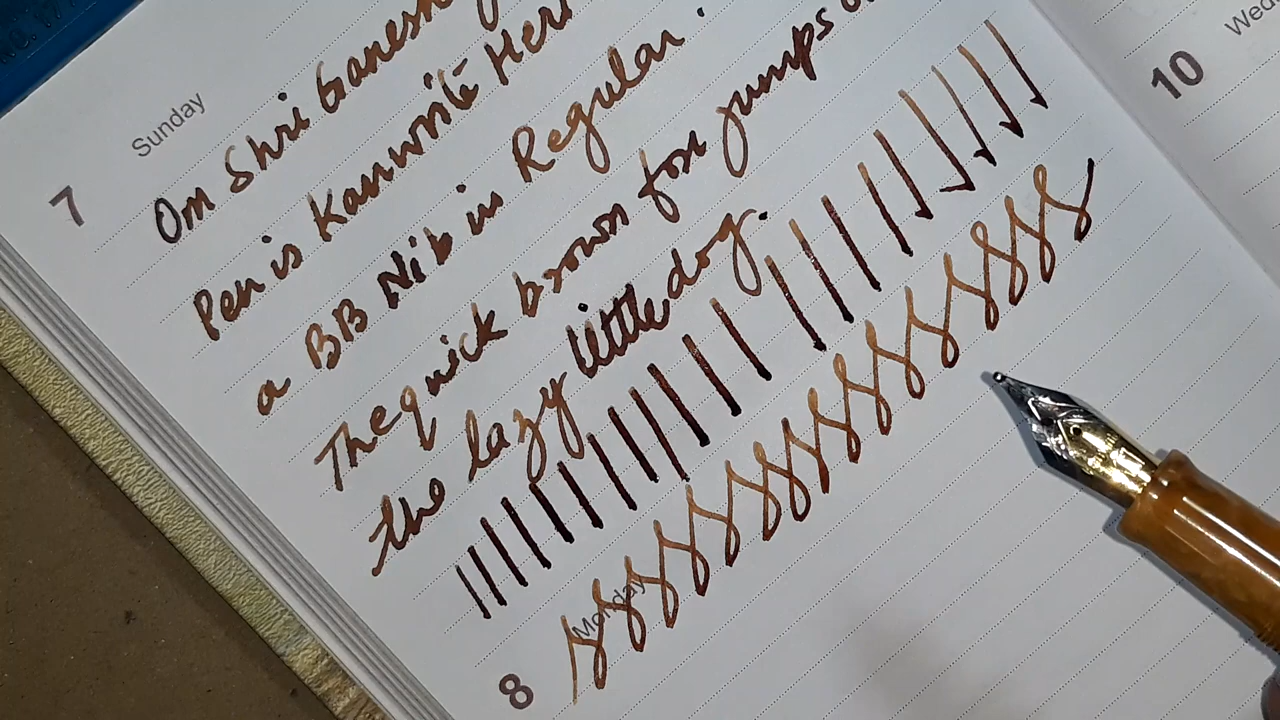 Sunday
7
Om Shri Ganesh
Pen is Kanwrite Heri
a BB Nib in Regular.
The quick brown fox jumps o
the lazy little dog.
Monday
8
10
Wed